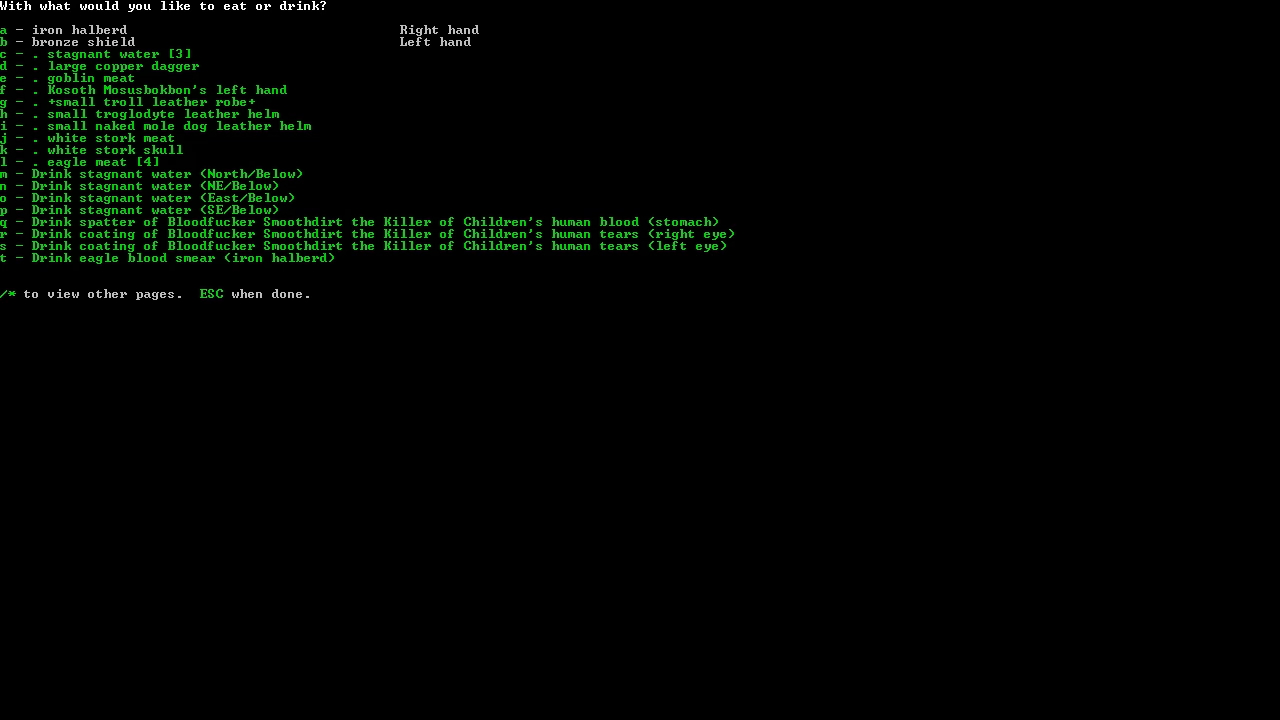 With what would you like to eat or drink?
a - iron halberd Right hand
b - bronze shield Left hand
c - . stagnant water [3]
d - . large copper dagger
e - . goblin meat
f - . Kosoth Mosusbokbon's left hand
g - . +small troll leather robe+
h - . small troglodyte leather helm
i - . small naked mole dog leather helm
j - . white stork meat
k - . white stork skull
l - . eagle meat [4]
m - Drink stagnant water (North/Below)
n - Drink stagnant water (NE/Below)
o - Drink stagnant water (East/Below)
p - Drink stagnant water (SE/Below)
q - Drink spatter of Bloodfucker Smoothdirt the Killer of Children's human blood (stomach)
r - Drink coating of Bloodfucker Smoothdirt the Killer of Children's human tears (right eye)
s - Drink coating of Bloodfucker Smoothdirt the Killer of Children's human tears (left eye)
t - Drink eagle blood smear (iron halberd)
/* to view other pages. ESC when done.